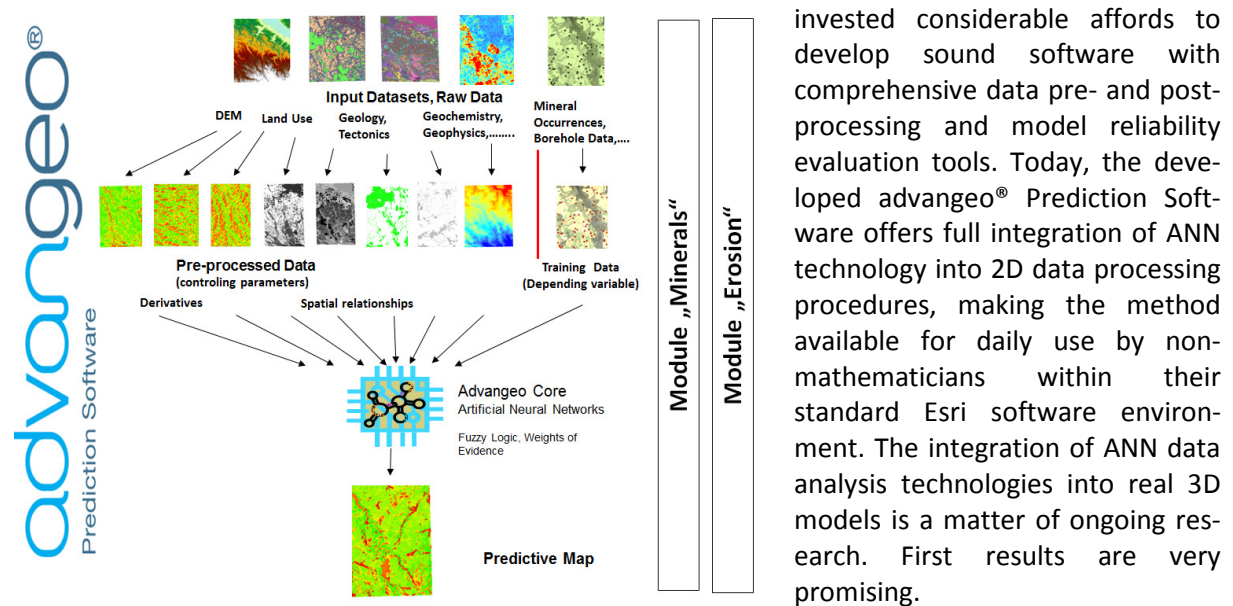 advangeo®
Prediction Software
Input Datasets, Raw Data
DEM
Land Use
Geology,
Tectonics
Geochemistry,
Geophysics,........
Mineral
Occurrences,
Borehole Data,....
Pre-processed Data
(controling parameters)
Training Data
(Depending variable)
Derivatives
Spatial relationships
Advangeo Core
Artificial Neural Networks
Fuzzy Logic, Weights of
Evidence
Predictive Map
Module „Minerals“
Module „Erosion“
invested considerable affords to
develop sound software with
comprehensive data pre- and post-
processing and model reliability
evaluation tools. Today, the deve-
loped advangeo® Prediction Soft-
ware offers full integration of ANN
technology into 2D data processing
procedures, making the method
available for daily use by non-
mathematicians within their
standard Esri software environ-
ment. The integration of ANN data
analysis technologies into real 3D
models is a matter of ongoing res-
earch. First results are very
promising.